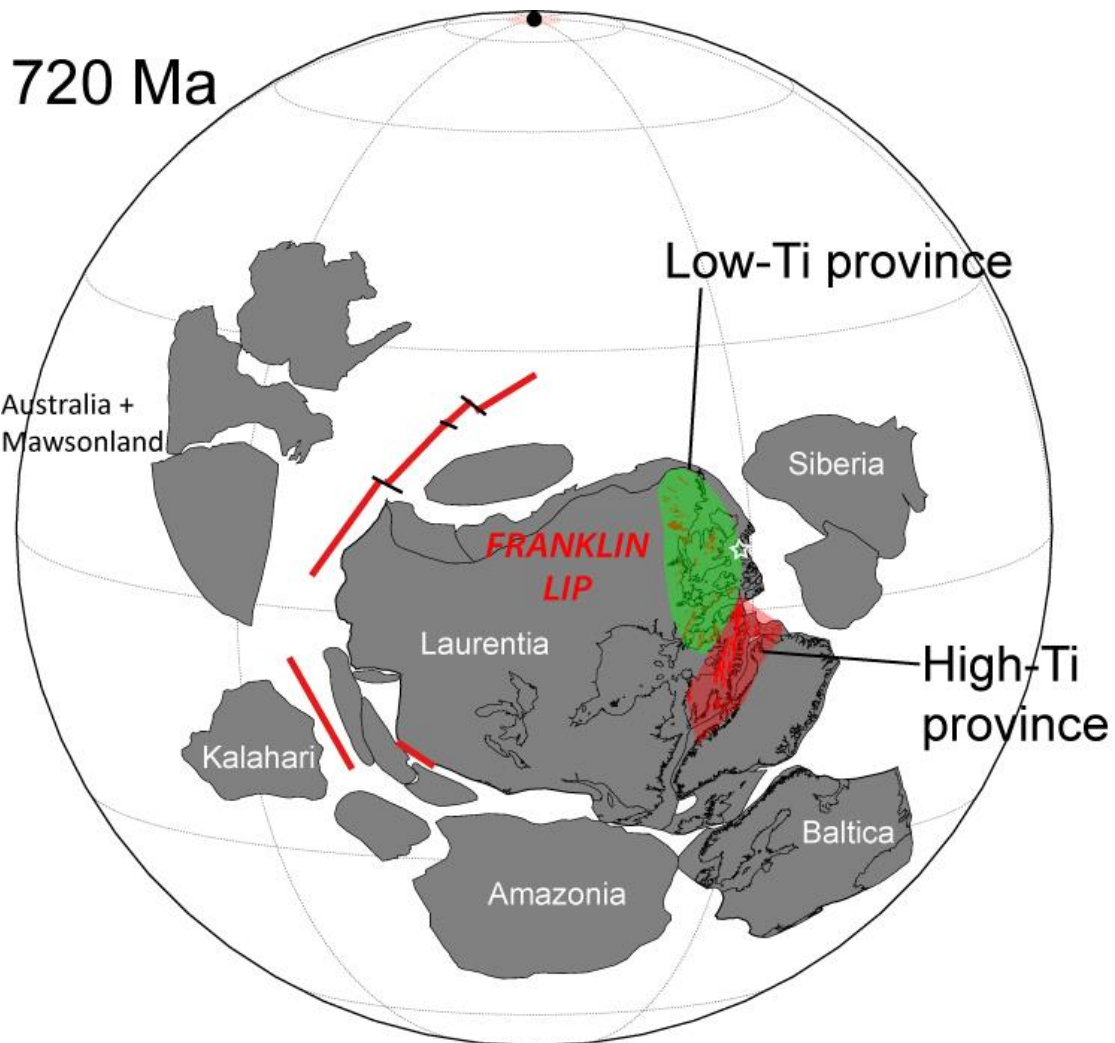 720 Ma
Low-Ti province
Australia +
Mawsonland
Siberia
FRANKLIN
LIP
Laurentia
High-Ti
province
Kalahari
Baltica
Amazonia